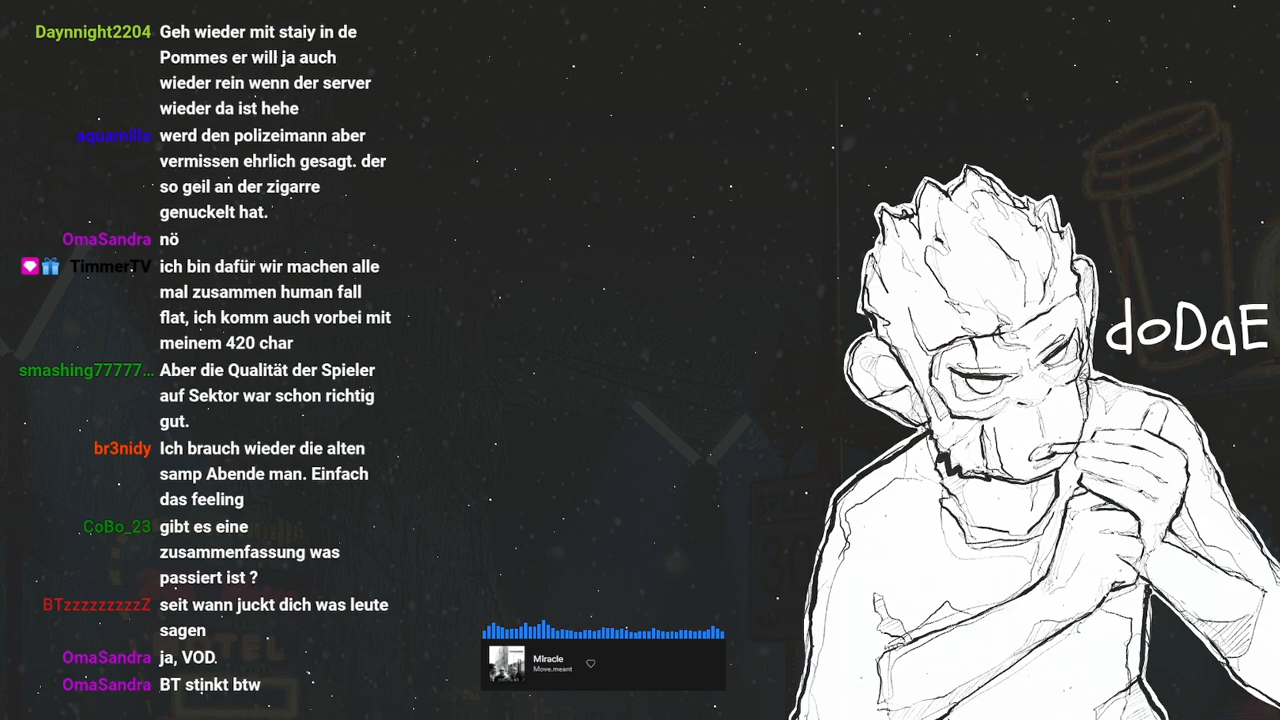 Daynnight2204 Geh wieder mit staiy in de
Pommes er will ja auch
wieder rein wenn der server
wieder da ist hehe
aquamillo werd den polizeimann aber
vermissen ehrlich gesagt. der
so geil an der zigarre
genuckelt hat.
OmaSandra nö
TimmerTV ich bin dafür wir machen alle
mal zusammen human fall
flat, ich komm auch vorbei mit
meinem 420 char
smashing77777... Aber die Qualität der Spieler
auf Sektor war schon richtig
gut.
br3nidy Ich brauch wieder die alten
samp Abende man. Einfach
das feeling
CoBo_23 gibt es eine
zusammenfassung was
passiert ist ?
BTzzzzzzzzzZ seit wann juckt dich was leute
sagen
OmaSandra ja, VOD.
OmaSandra BT stinkt btw
doDaE
Miracle
Move.meant